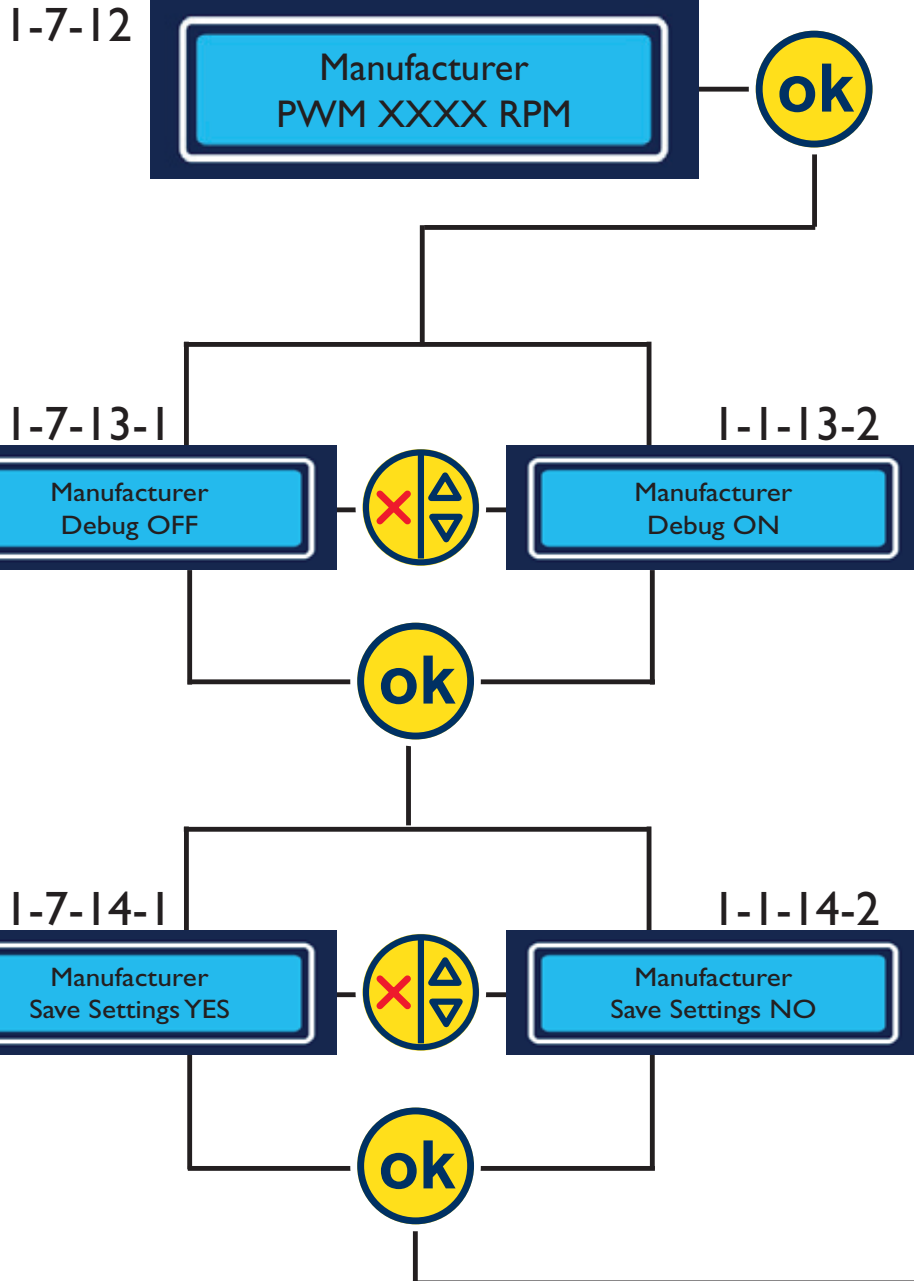 1-7-12
Manufacturer
PWM XXXX RPM
ok
1-7-13-1
1-1-13-2
Manufacturer
Debug OFF
Manufacturer
Debug ON
ok
1-7-14-1
1-1-14-2
Manufacturer
Save Settings YES
Manufacturer
Save Settings NO
ok